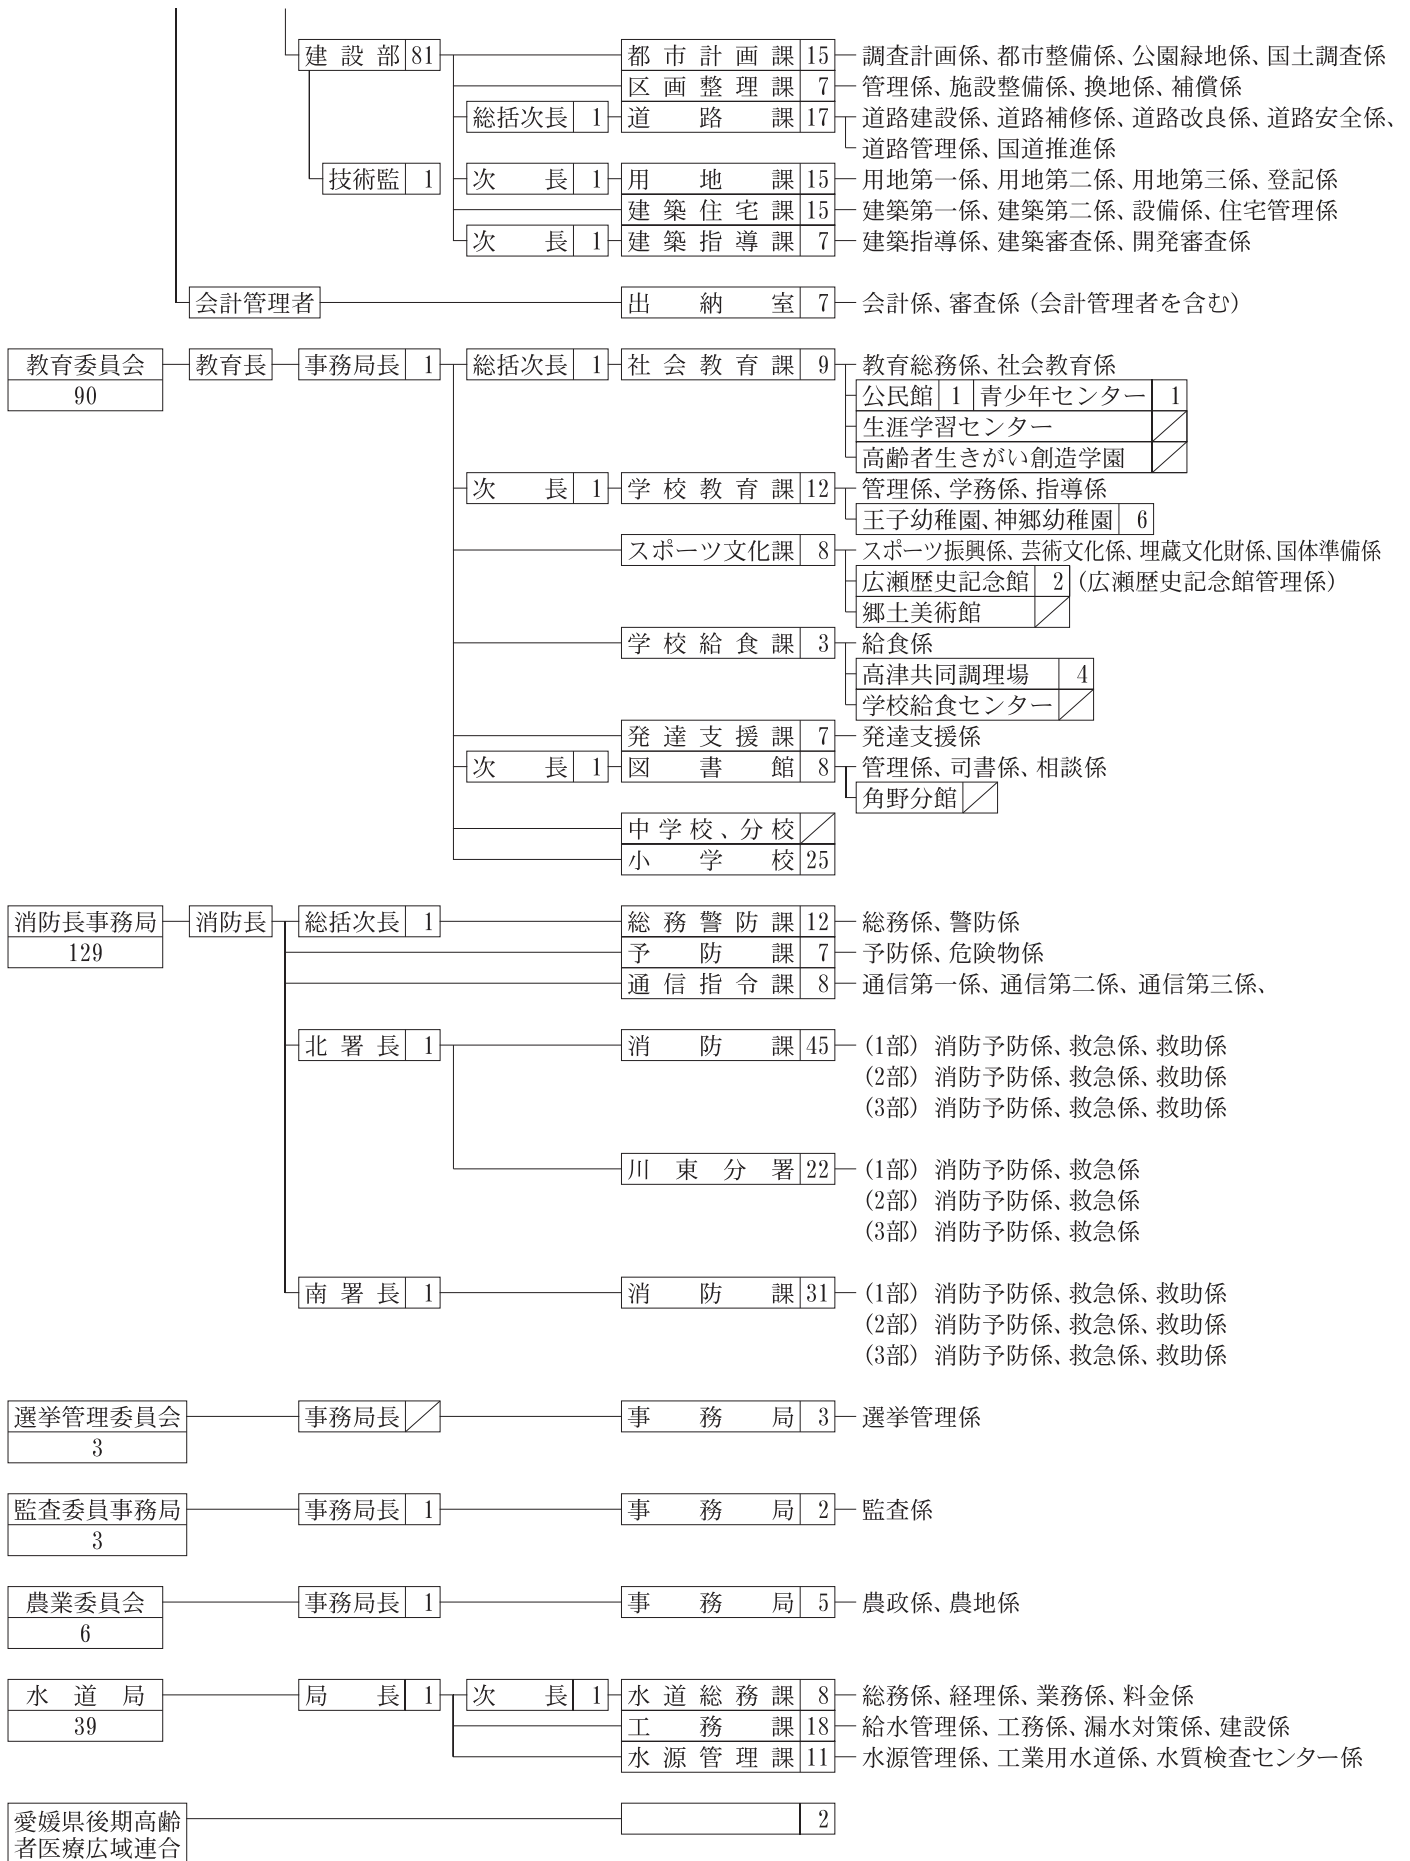 建設部 81 都市計画課 15 調査計画係、都市整備係、公園緑地係、国土調査係
区画整理課 7 管理係、施設整備係、換地係、補償係
総括次長 1 道路課 17 道路建設係、道路補修係、道路改良係、道路安全係、
道路管理係、国道推進係
技術監 1 次長 1 用地課 15 用地第一係、用地第二係、用地第三係、登記係
建築住宅課 15 建築第一係、建築第二係、設備係、住宅管理係
次長 1 建築指導課 7 建築指導係、建築審査係、開発審査係
会計管理者 出納室 7 会計係、審査係（会計管理者を含む）
教育委員会 教育長 事務局長 1 総括次長 1 社会教育課 9 教育総務係、社会教育係
90 公民館 1 青少年センター 1
生涯学習センター
高齢者生きがい創造学園
次長 1 学校教育課 12 管理係、学務係、指導係
王子幼稚園、神郷幼稚園 6
スポーツ文化課 8 スポーツ振興係、芸術文化係、埋蔵文化財係、国体準備係
広瀬歴史記念館 2（広瀬歴史記念館管理係）
郷土美術館
学校給食課 3 給食係
高津共同調理場 4
学校給食センター
発達支援課 7 発達支援係
次長 1 図書館 8 管理係、司書係、相談係
角野分館
中学校、分校
小学校 25
消防長事務局 消防長 総括次長 1 総務警防課 12 総務係、警防係
129 予防課 7 予防係、危険物係
通信指令課 8 通信第一係、通信第二係、通信第三係、
北署長 1 消防課 45（1部）消防予防係、救急係、救助係
（2部）消防予防係、救急係、救助係
（3部）消防予防係、救急係、救助係
川東分署 22（1部）消防予防係、救急係
（2部）消防予防係、救急係
（3部）消防予防係、救急係
南署長 1 消防課 31（1部）消防予防係、救急係、救助係
（2部）消防予防係、救急係、救助係
（3部）消防予防係、救急係、救助係
選挙管理委員会 事務局長 事務局 3 選挙管理係
3
監査委員事務局 事務局長 1 事務局 2 監査係
3
農業委員会 事務局長 1 事務局 5 農政係、農地係
6
水道局 局長 1 次長 1 水道総務課 8 総務係、経理係、業務係、料金係
39 工務課 18 給水管理係、工務係、漏水対策係、建設係
水源管理課 11 水源管理係、工業用水道係、水質検査センター係
愛媛県後期高齢 2
者医療広域連合